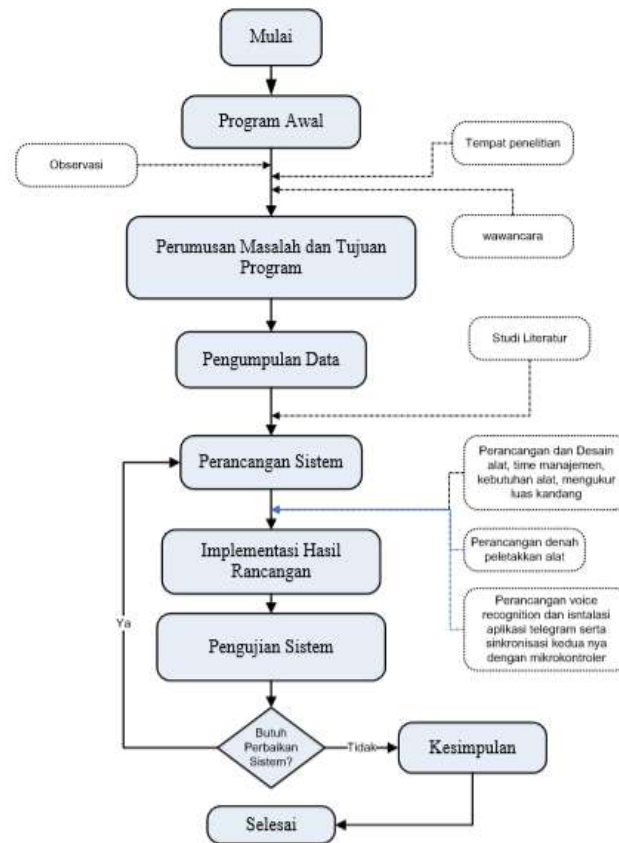 Mulai
Program Awal
Observasi
Tempat penelitian
wawancara
Perumusan Masalah dan Tujuan
Program
Pengumpulan Data
Studi Literatur
Perancangan Sistem
Perancangan dan Desain
alat, time manajemen,
kebutuhan alat, mengukur
luas kandang
Perancangan denah
peletakkan alat
Implementasi Hasil
Rancangan
Perancangan voice
recognition dan isntalasi
aplikasi telegram serta
sinkronisasi kedua nya
dengan mikrokontroler
Ya
Pengujian Sistem
Butuh
Perbaikan
Sistem?
Tidak
Kesimpulan
Selesai